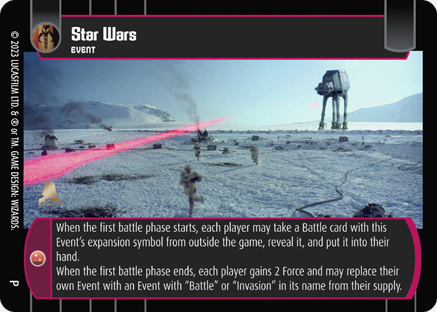 Star Wars
EVENT
© 2023 LUCASFILM LTD. & ® or TM. GAME DESIGN: WIZARDS.
P
When the first battle phase starts, each player may take a Battle card with this
Event's expansion symbol from outside the game, reveal it, and put it into their
hand.
When the first battle phase ends, each player gains 2 Force and may replace their
own Event with an Event with "Battle" or "Invasion" in its name from their supply.